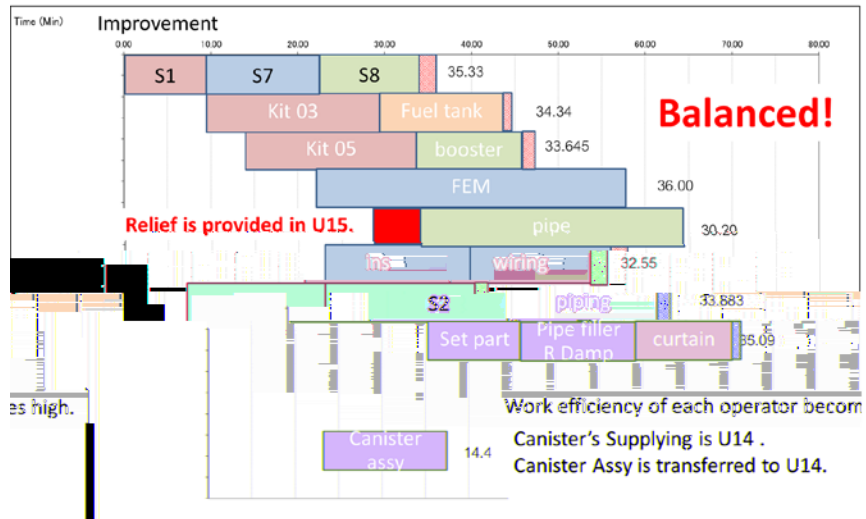 Time (Min)
Improvement
0.00 10.00 20.00 30.00 40.00 50.00 60.00 70.00 80.00
S1 S7 S8 35.33
Kit 03 Fuel tank 34.34
Balanced!
Kit 05 booster 33.645
FEM 36.00
Relief is provided in U15. pipe 30.20
ins wiring 32.55
S2 piping 33.883
Set part Pipe filler R Damp curtain 35.09
es high. Work efficiency of each operator becom
Canister assy 14.4
Canister's Supplying is U14 .
Canister Assy is transferred to U14.